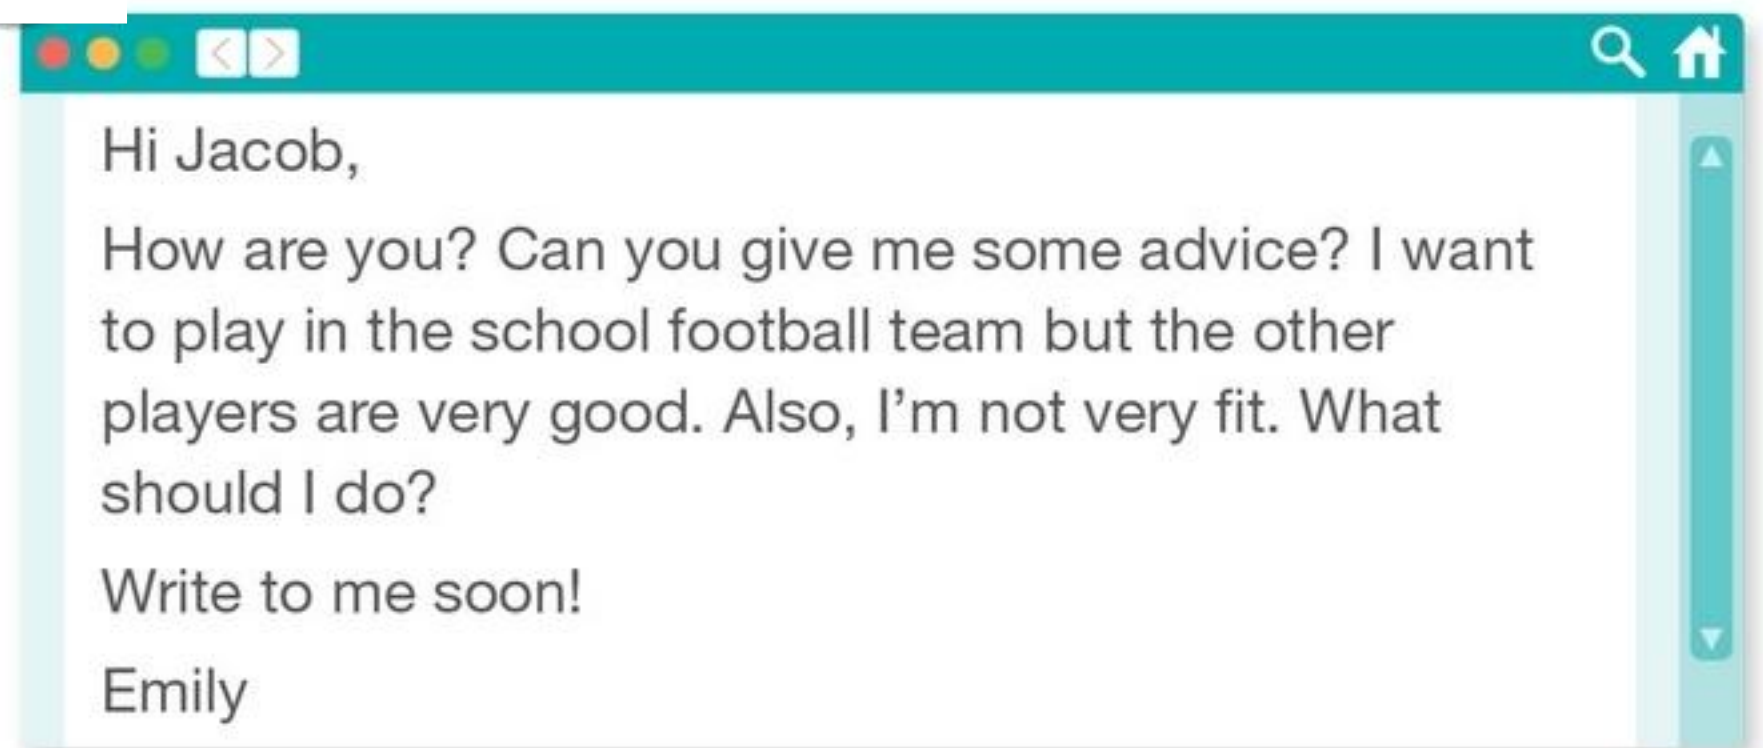 Hi Jacob,
How are you? Can you give me some advice? I want
to play in the school football team but the other
players are very good. Also, I’m not very fit. What
should I do?
Write to me soon!
Emily